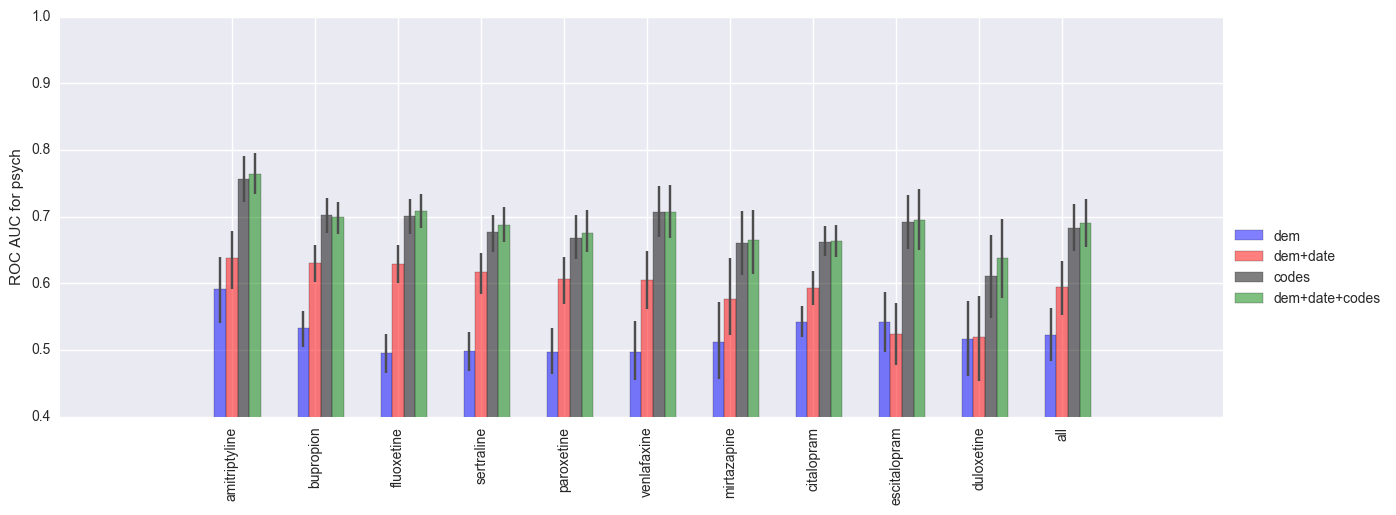 1.0
0.9
0.8
0.7
0.6
0.5
0.4
ROC AUC for psych
amitriptyline
bupropion
fluoxetine
sertraline
paroxetine
venlafaxine
mirtazapine
citalopram
escitalopram
duloxetine
all
dem
dem+date
codes
dem+date+codes